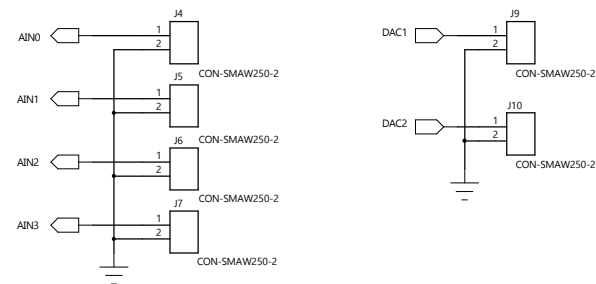 J4
AIN0
1
2
CON-SMAW250-2
J5
AIN1
1
2
CON-SMAW250-2
J6
AIN2
1
2
CON-SMAW250-2
J7
AIN3
1
2
CON-SMAW250-2
J9
DAC1
1
2
CON-SMAW250-2
J10
DAC2
1
2
CON-SMAW250-2